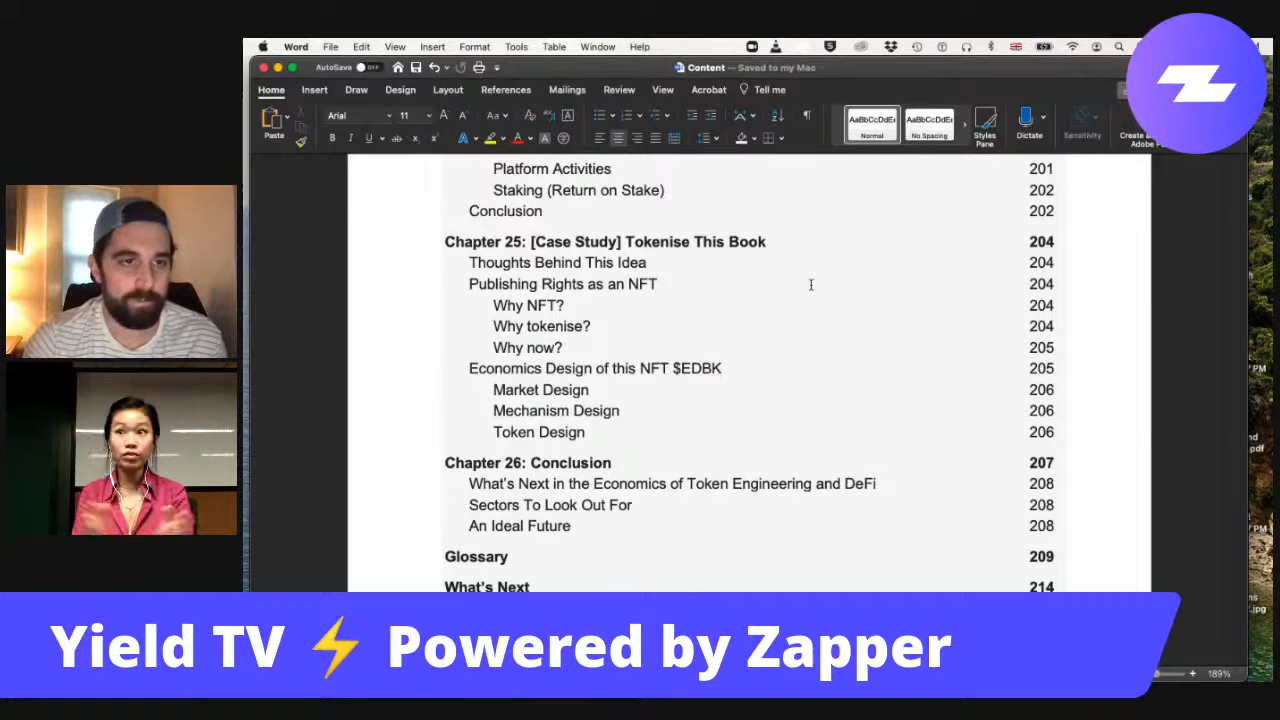 Word File Edit View Insert Format Tools Table Window Help
AutoSave OFF
Content — Saved to my Mac
Home Insert Draw Design Layout References Mailings Review View Acrobat Tell me
Paste
Arial 11
AaBbCcDdEe
Normal
AaBbCcDdEe
No Spacing
Styles Pane
Dictate
Sensitivity
Platform Activities 201
Staking (Return on Stake) 202
Conclusion 202
Chapter 25: [Case Study] Tokenise This Book 204
Thoughts Behind This Idea 204
Publishing Rights as an NFT 204
Why NFT? 204
Why tokenise? 204
Why now? 205
Economics Design of this NFT $EDBK 205
Market Design 206
Mechanism Design 206
Token Design 206
Chapter 26: Conclusion 207
What's Next in the Economics of Token Engineering and DeFi 208
Sectors To Look Out For 208
An Ideal Future 208
Glossary 209
What's Next 214
189%
Yield TV ⚡ Powered by Zapper